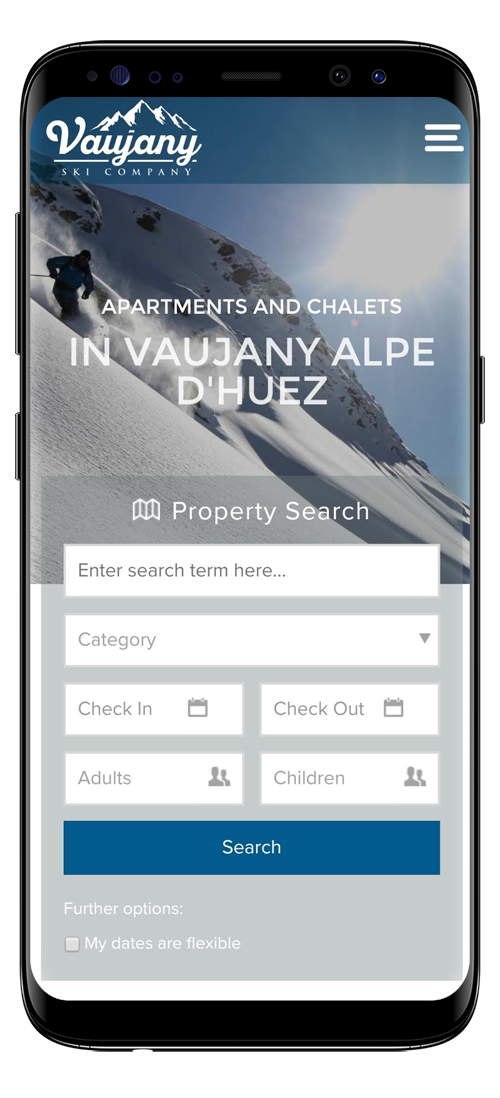 Vaujany
SKI COMPANY
APARTMENTS AND CHALETS
IN VAUJANY ALPE
D'HUEZ
Property Search
Enter search term here...
Category
Check In
Check Out
Adults
Children
Search
Further options:
My dates are flexible